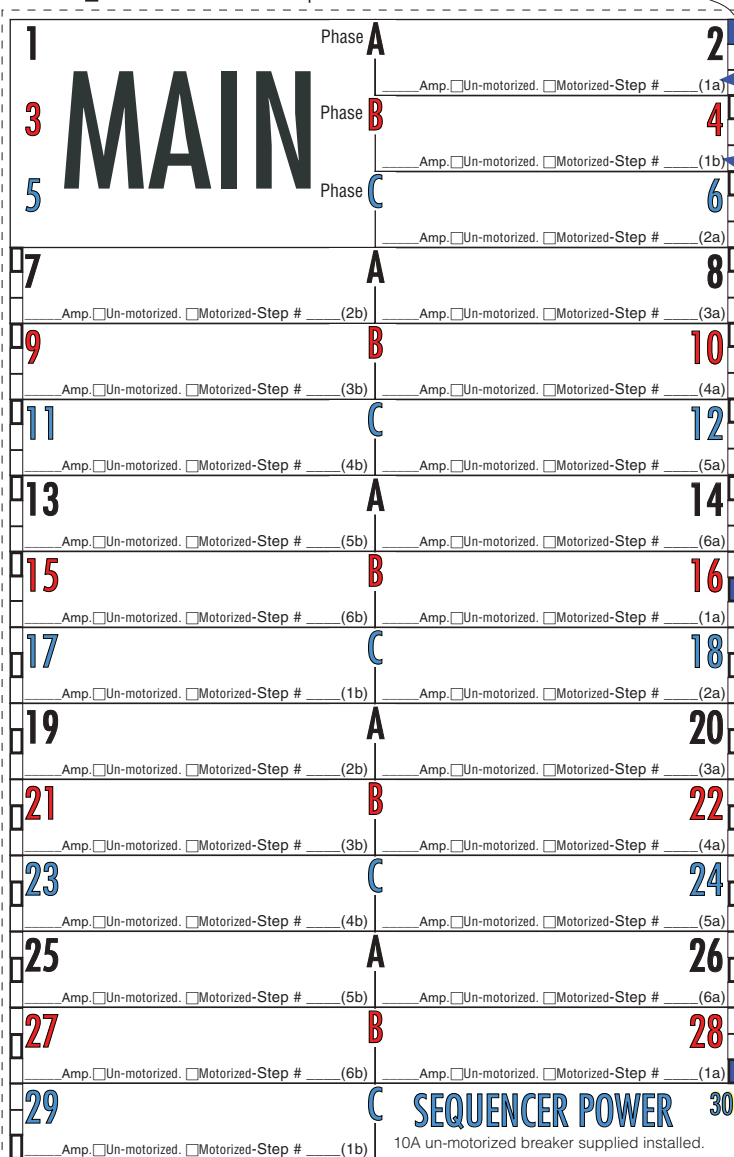 1 Phase A 2
MAIN
_____Amp.☐Un-motorized. ☐Motorized-Step # ____(1a)
3 Phase B 4
_____Amp.☐Un-motorized. ☐Motorized-Step # ____(1b)
5 Phase C 6
_____Amp.☐Un-motorized. ☐Motorized-Step # ____(2a)
7 A 8
_____Amp.☐Un-motorized. ☐Motorized-Step # ____(2b) _____Amp.☐Un-motorized. ☐Motorized-Step # ____(3a)
9 B 10
_____Amp.☐Un-motorized. ☐Motorized-Step # ____(3b) _____Amp.☐Un-motorized. ☐Motorized-Step # ____(4a)
11 C 12
_____Amp.☐Un-motorized. ☐Motorized-Step # ____(4b) _____Amp.☐Un-motorized. ☐Motorized-Step # ____(5a)
13 A 14
_____Amp.☐Un-motorized. ☐Motorized-Step # ____(5b) _____Amp.☐Un-motorized. ☐Motorized-Step # ____(6a)
15 B 16
_____Amp.☐Un-motorized. ☐Motorized-Step # ____(6b) _____Amp.☐Un-motorized. ☐Motorized-Step # ____(1a)
17 C 18
_____Amp.☐Un-motorized. ☐Motorized-Step # ____(1b) _____Amp.☐Un-motorized. ☐Motorized-Step # ____(2a)
19 A 20
_____Amp.☐Un-motorized. ☐Motorized-Step # ____(2b) _____Amp.☐Un-motorized. ☐Motorized-Step # ____(3a)
21 B 22
_____Amp.☐Un-motorized. ☐Motorized-Step # ____(3b) _____Amp.☐Un-motorized. ☐Motorized-Step # ____(4a)
23 C 24
_____Amp.☐Un-motorized. ☐Motorized-Step # ____(4b) _____Amp.☐Un-motorized. ☐Motorized-Step # ____(5a)
25 A 26
_____Amp.☐Un-motorized. ☐Motorized-Step # ____(5b) _____Amp.☐Un-motorized. ☐Motorized-Step # ____(6a)
27 B 28
_____Amp.☐Un-motorized. ☐Motorized-Step # ____(6b) _____Amp.☐Un-motorized. ☐Motorized-Step # ____(1a)
29 C SEQUENCER POWER 30
_____Amp.☐Un-motorized. ☐Motorized-Step # ____(1b) 10A un-motorized breaker supplied installed.